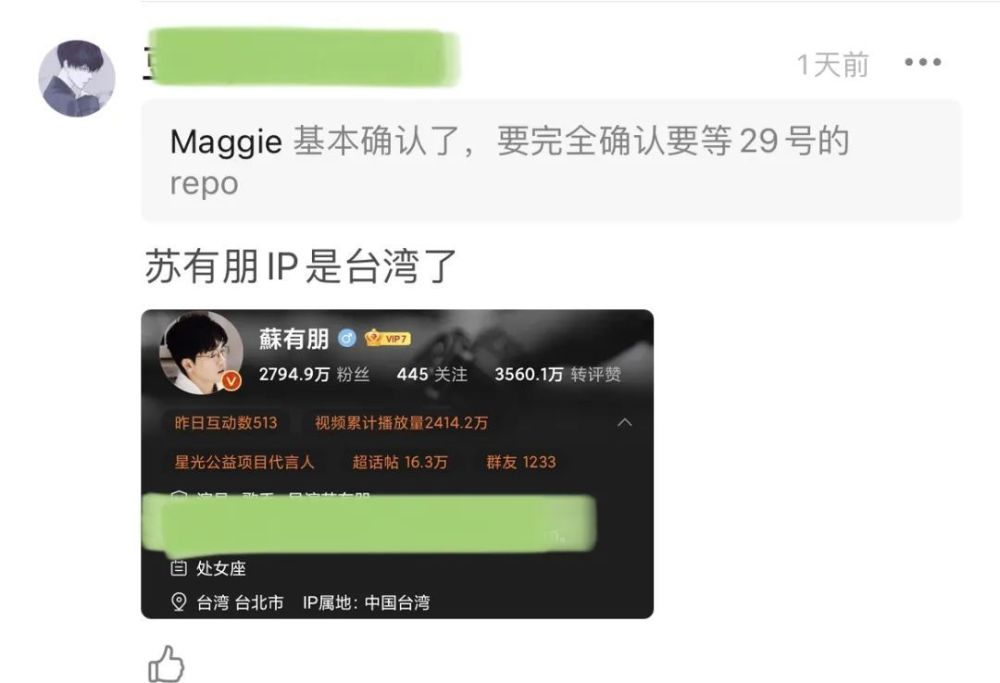 1天前
Maggie 基本确认了，要完全确认要等29号的
repo
苏有朋IP是台湾了
蘇有朋 VIP7
2794.9万 粉丝 445 关注 3560.1万 转评赞
昨日互动数513 视频累计播放量2414.2万
星光公益项目代言人 超话帖 16.3万 群友 1233
处女座
台湾 台北市 IP属地：中国台湾